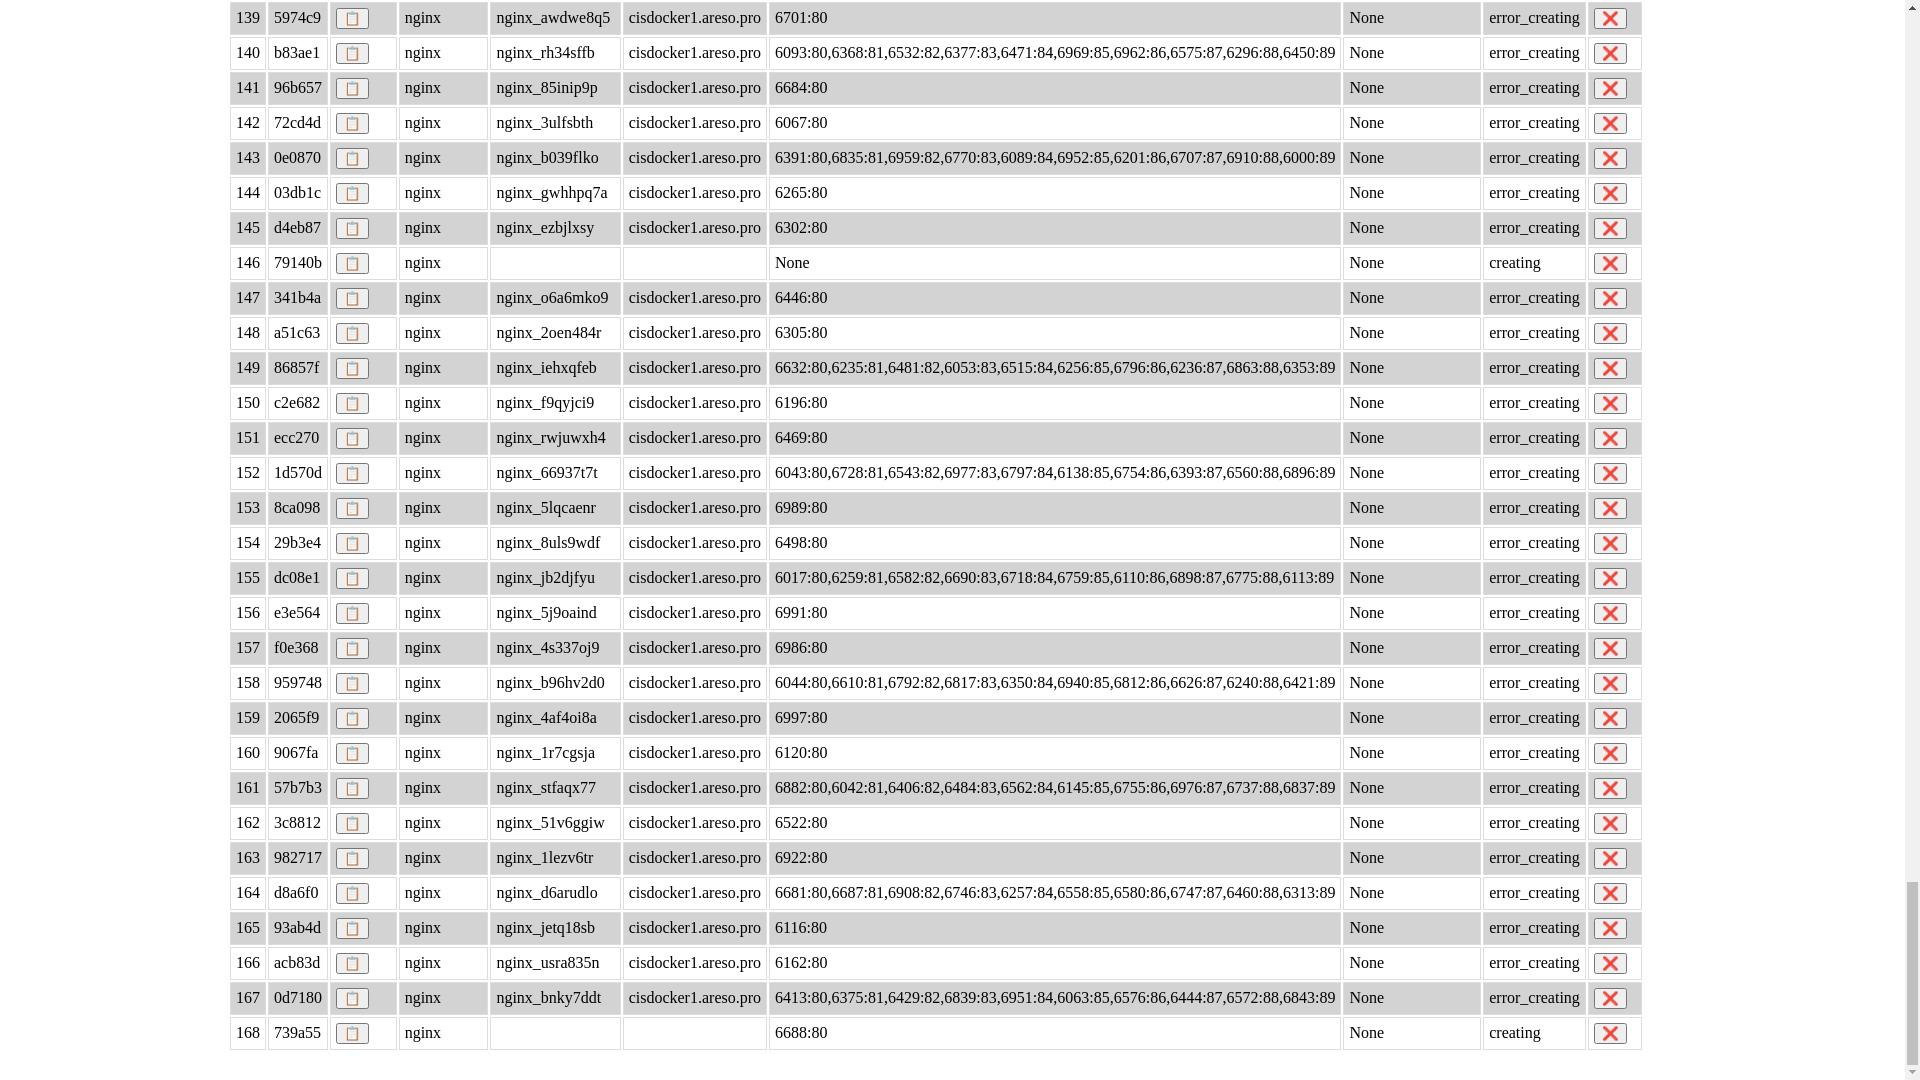 139 5974c9 nginx nginx_awdwe8q5 cisdocker1.areso.pro 6701:80 None error_creating
140 b83ae1 nginx nginx_rh34sffb cisdocker1.areso.pro 6093:80,6368:81,6532:82,6377:83,6471:84,6969:85,6962:86,6575:87,6296:88,6450:89 None error_creating
141 96b657 nginx nginx_85inip9p cisdocker1.areso.pro 6684:80 None error_creating
142 72cd4d nginx nginx_3ulfsbth cisdocker1.areso.pro 6067:80 None error_creating
143 0e0870 nginx nginx_b039flko cisdocker1.areso.pro 6391:80,6835:81,6959:82,6770:83,6089:84,6952:85,6201:86,6707:87,6910:88,6000:89 None error_creating
144 03db1c nginx nginx_gwhhpq7a cisdocker1.areso.pro 6265:80 None error_creating
145 d4eb87 nginx nginx_ezbjlxsy cisdocker1.areso.pro 6302:80 None error_creating
146 79140b nginx None None creating
147 341b4a nginx nginx_o6a6mko9 cisdocker1.areso.pro 6446:80 None error_creating
148 a51c63 nginx nginx_2oen484r cisdocker1.areso.pro 6305:80 None error_creating
149 86857f nginx nginx_iehxqfeb cisdocker1.areso.pro 6632:80,6235:81,6481:82,6053:83,6515:84,6256:85,6796:86,6236:87,6863:88,6353:89 None error_creating
150 c2e682 nginx nginx_f9qyjci9 cisdocker1.areso.pro 6196:80 None error_creating
151 ecc270 nginx nginx_rwjuwxh4 cisdocker1.areso.pro 6469:80 None error_creating
152 1d570d nginx nginx_66937t7t cisdocker1.areso.pro 6043:80,6728:81,6543:82,6977:83,6797:84,6138:85,6754:86,6393:87,6560:88,6896:89 None error_creating
153 8ca098 nginx nginx_5lqcaenr cisdocker1.areso.pro 6989:80 None error_creating
154 29b3e4 nginx nginx_8uls9wdf cisdocker1.areso.pro 6498:80 None error_creating
155 dc08e1 nginx nginx_jb2djfyu cisdocker1.areso.pro 6017:80,6259:81,6582:82,6690:83,6718:84,6759:85,6110:86,6898:87,6775:88,6113:89 None error_creating
156 e3e564 nginx nginx_5j9oaind cisdocker1.areso.pro 6991:80 None error_creating
157 f0e368 nginx nginx_4s337oj9 cisdocker1.areso.pro 6986:80 None error_creating
158 959748 nginx nginx_b96hv2d0 cisdocker1.areso.pro 6044:80,6610:81,6792:82,6817:83,6350:84,6940:85,6812:86,6626:87,6240:88,6421:89 None error_creating
159 2065f9 nginx nginx_4af4oi8a cisdocker1.areso.pro 6997:80 None error_creating
160 9067fa nginx nginx_1r7cgsja cisdocker1.areso.pro 6120:80 None error_creating
161 57b7b3 nginx nginx_stfaqx77 cisdocker1.areso.pro 6882:80,6042:81,6406:82,6484:83,6562:84,6145:85,6755:86,6976:87,6737:88,6837:89 None error_creating
162 3c8812 nginx nginx_51v6ggiw cisdocker1.areso.pro 6522:80 None error_creating
163 982717 nginx nginx_1lezv6tr cisdocker1.areso.pro 6922:80 None error_creating
164 d8a6f0 nginx nginx_d6arudlo cisdocker1.areso.pro 6681:80,6687:81,6908:82,6746:83,6257:84,6558:85,6580:86,6747:87,6460:88,6313:89 None error_creating
165 93ab4d nginx nginx_jetq18sb cisdocker1.areso.pro 6116:80 None error_creating
166 acb83d nginx nginx_usra835n cisdocker1.areso.pro 6162:80 None error_creating
167 0d7180 nginx nginx_bnky7ddt cisdocker1.areso.pro 6413:80,6375:81,6429:82,6839:83,6951:84,6063:85,6576:86,6444:87,6572:88,6843:89 None error_creating
168 739a55 nginx 6688:80 None creating